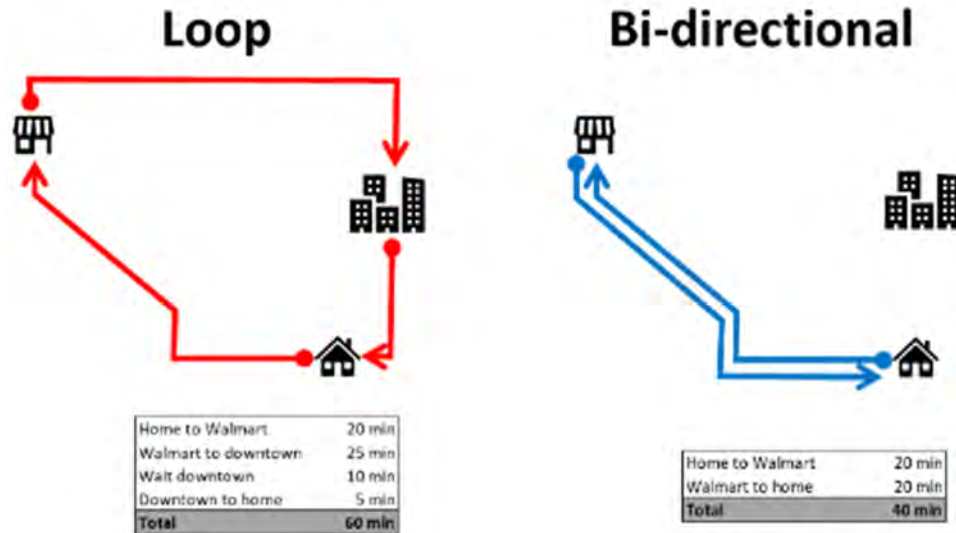 Loop
Bi-directional
Home to Walmart 20 min
Walmart to downtown 25 min
Wait downtown 10 min
Downtown to home 5 min
Total 60 min
Home to Walmart 20 min
Walmart to home 20 min
Total 40 min